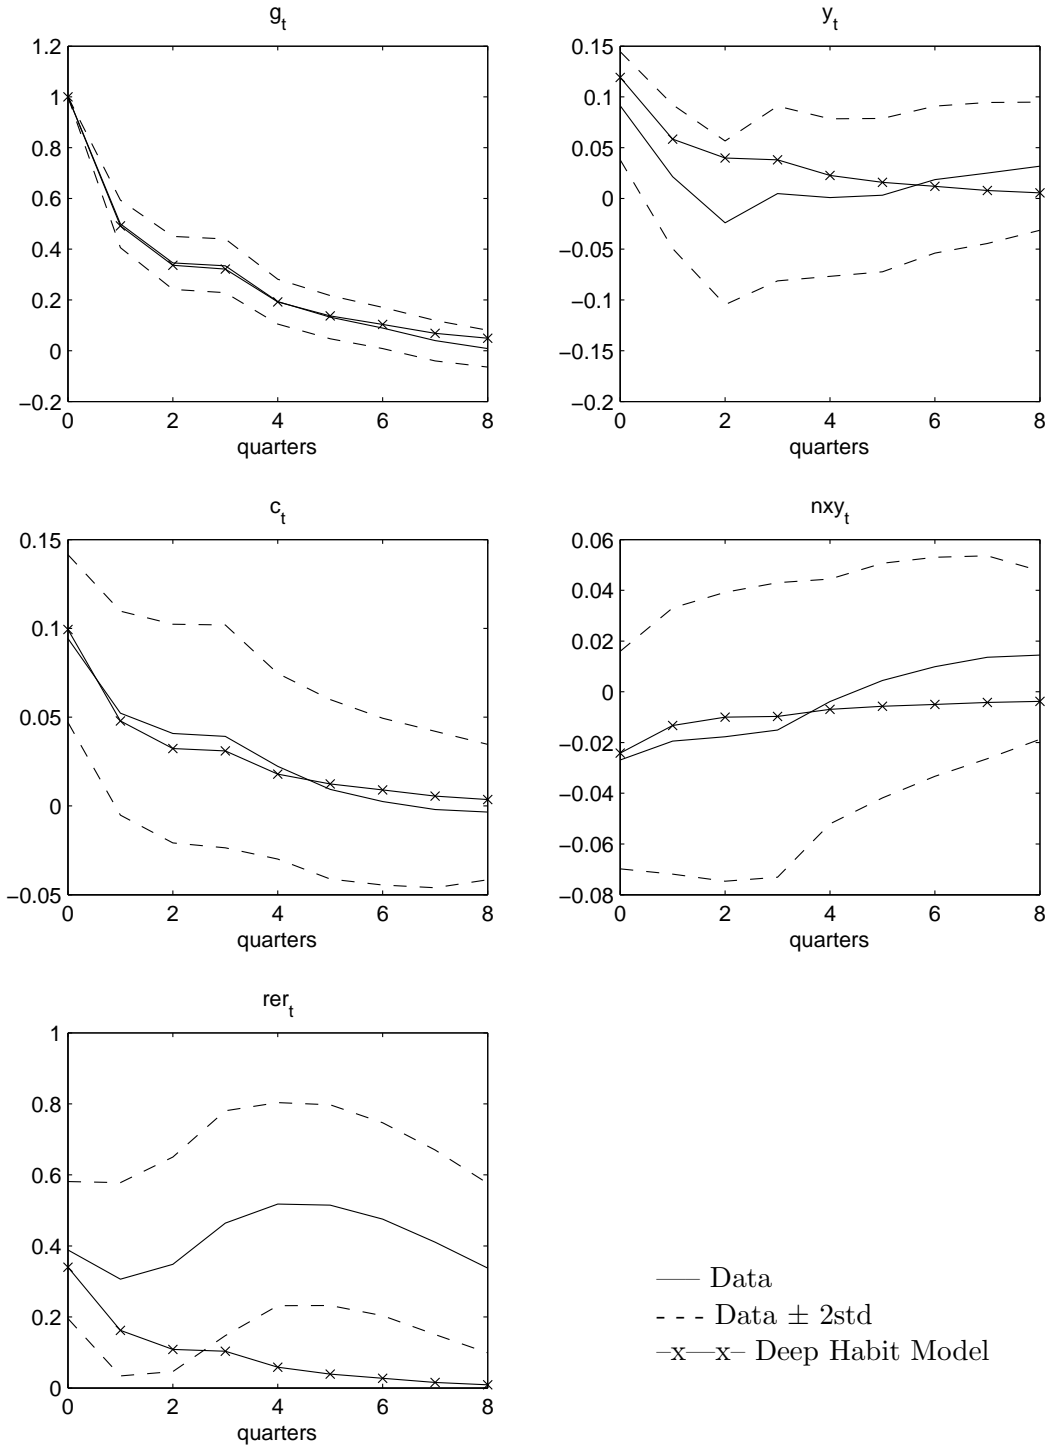 g_t
1.2
1
0.8
0.6
0.4
0.2
0
−0.2
0 2 4 6 8
quarters
y_t
0.15
0.1
0.05
0
−0.05
−0.1
−0.15
−0.2
0 2 4 6 8
quarters
c_t
0.15
0.1
0.05
0
−0.05
0 2 4 6 8
quarters
nxy_t
0.06
0.04
0.02
0
−0.02
−0.04
−0.06
−0.08
0 2 4 6 8
quarters
rer_t
1
0.8
0.6
0.4
0.2
0
0 2 4 6 8
quarters
—— Data
- - - - Data ± 2std
–x—x– Deep Habit Model